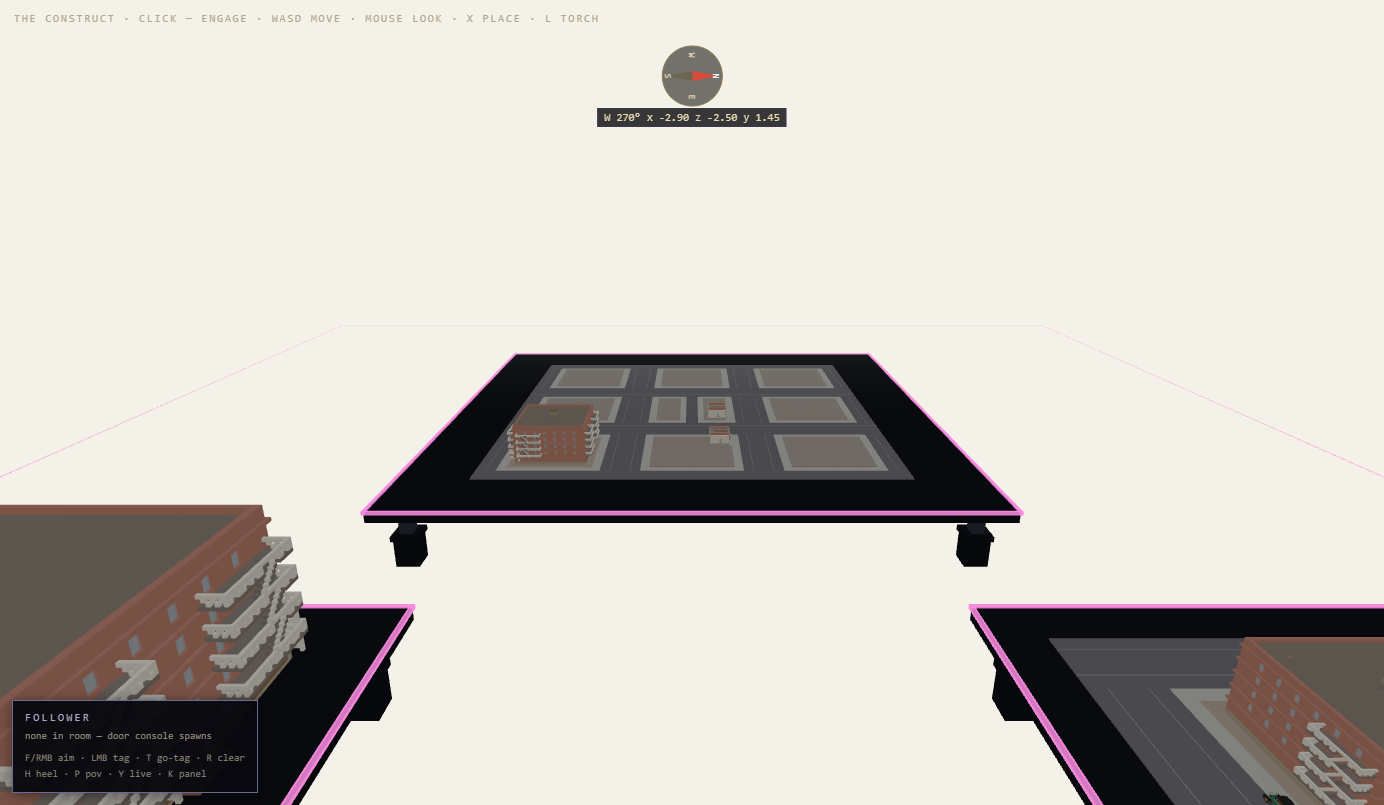 THE CONSTRUCT · CLICK — ENGAGE · WASD MOVE · MOUSE LOOK · X PLACE · L TORCH
W
S N
E
W 270° x -2.90 z -2.50 y 1.45
FOLLOWER
none in room — door console spawns
F/RMB aim · LMB tag · T go-tag · R clear
H heel · P pov · Y live · K panel